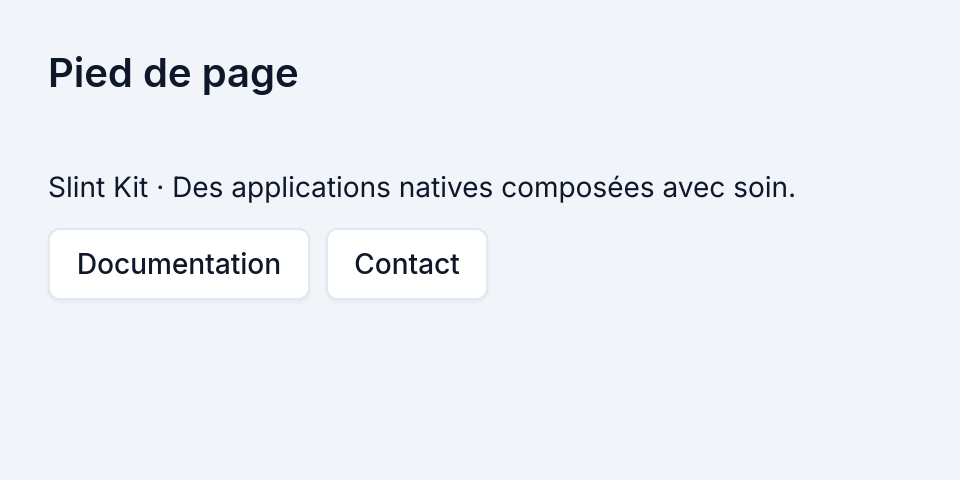 Pied de page
Slint Kit · Des applications natives composées avec soin.
Documentation
Contact